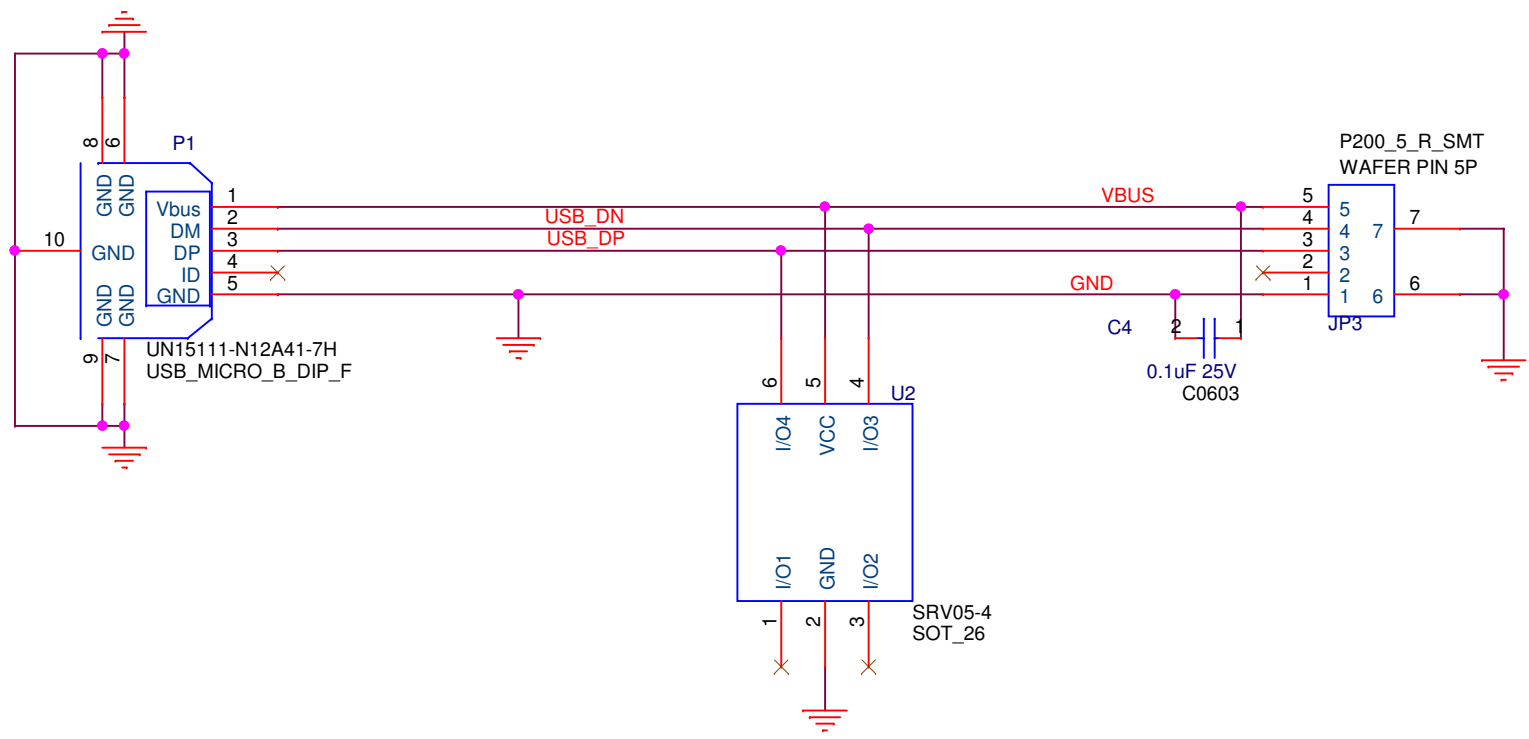 P1
8
6
GND
GND
10
GND
GND
GND
9
7
Vbus
DM
DP
ID
GND
1
2
3
4
5
UN15111-N12A41-7H
USB_MICRO_B_DIP_F
USB_DN
USB_DP
VBUS
GND
P200_5_R_SMT
WAFER PIN 5P
5
4
3
2
1
5
4
3
2
1
7
6
7
6
JP3
C4
2
1
0.1uF 25V
C0603
6
5
4
U2
I/O4
VCC
I/O3
I/O1
GND
I/O2
1
2
3
SRV05-4
SOT_26